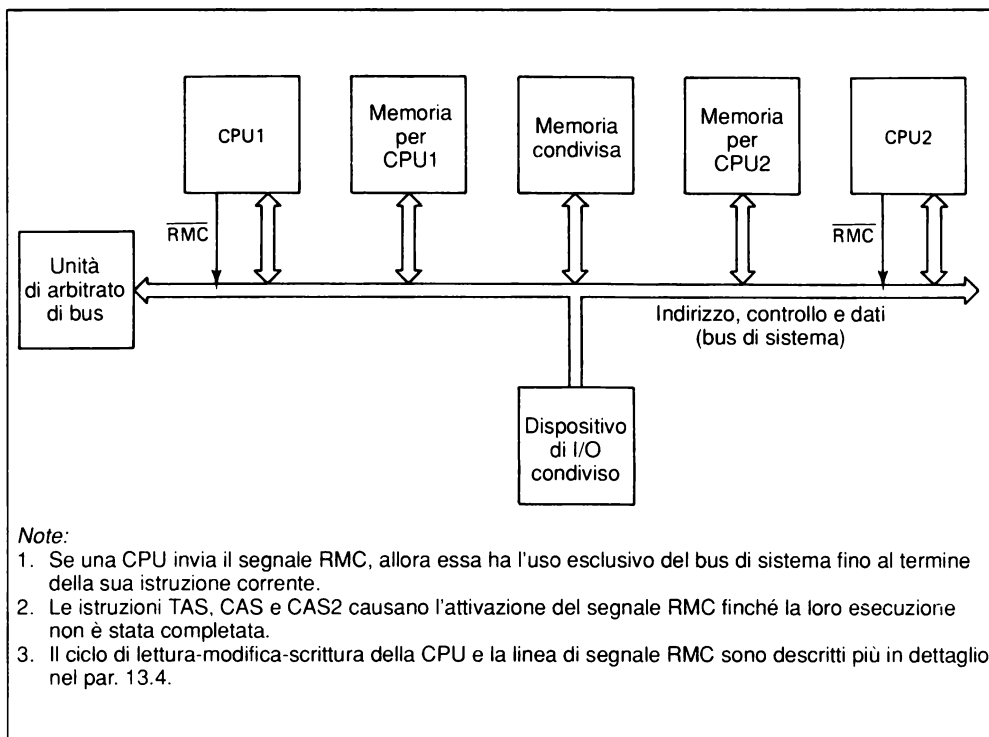 CPU1
Memoria
per
CPU1
Memoria
condivisa
Memoria
per
CPU2
CPU2
RMC
RMC
Unità
di arbitrato
di bus
Indirizzo, controllo e dati
(bus di sistema)
Dispositivo
di I/O
condiviso
Note:
1. Se una CPU invia il segnale RMC, allora essa ha l'uso esclusivo del bus di sistema fino al termine
della sua istruzione corrente.
2. Le istruzioni TAS, CAS e CAS2 causano l'attivazione del segnale RMC finché la loro esecuzione
non è stata completata.
3. Il ciclo di lettura-modifica-scrittura della CPU e la linea di segnale RMC sono descritti più in dettaglio
nel par. 13.4.